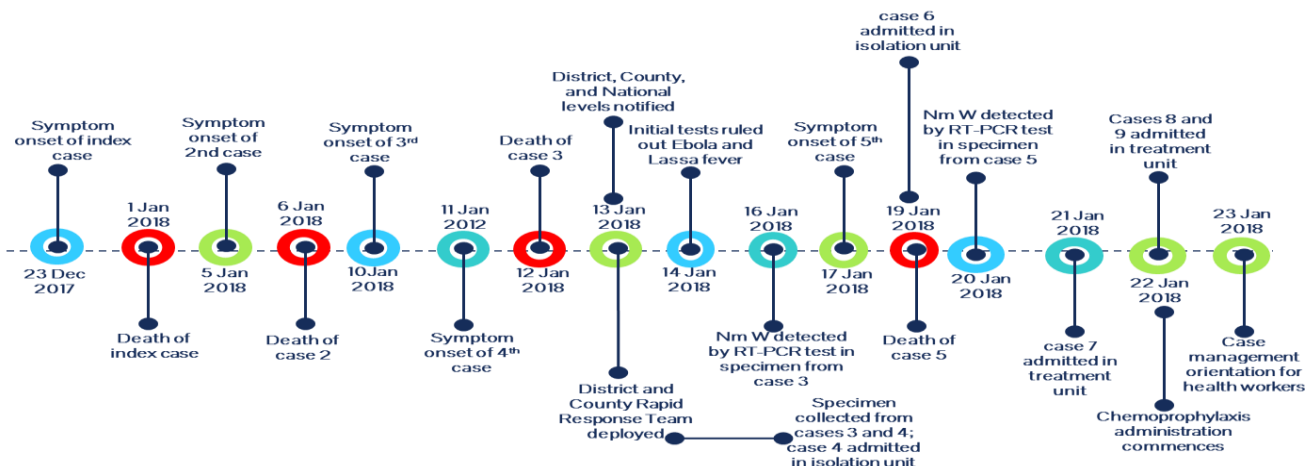 Symptom
onset of index
case
23 Dec
2017
1 Jan
2018
Death of
index case
Symptom
onset of
2nd case
5 Jan
2018
6 Jan
2018
Death of
case 2
Symptom
onset of 3rd
case
10Jan
2018
11 Jan
2012
Symptom
onset of 4th
case
Death of
case 3
12 Jan
2018
District, County,
and National
levels notified
13 Jan
2018
District and
County Rapid
Response Team
deployed
Specimen
collected from
cases 3 and 4;
case 4 admitted
in isolation unit
Initial tests ruled
out Ebola and
Lassa fever
14 Jan
2018
16 Jan
2018
Nm W detected
by RT-PCR test in
specimen from
case 3
Symptom
onset of 5th
case
17 Jan
2018
case 6
admitted in
isolation unit
19 Jan
2018
Death of
case 5
Nm W detected
by RT-PCR test
in specimen
from case 5
20 Jan
2018
21 Jan
2018
case 7
admitted in
treatment
unit
Cases 8 and
9 admitted
in treatment
unit
22 Jan
2018
Chemoprophylaxis
administration
commences
23 Jan
2018
Case
management
orientation for
health workers